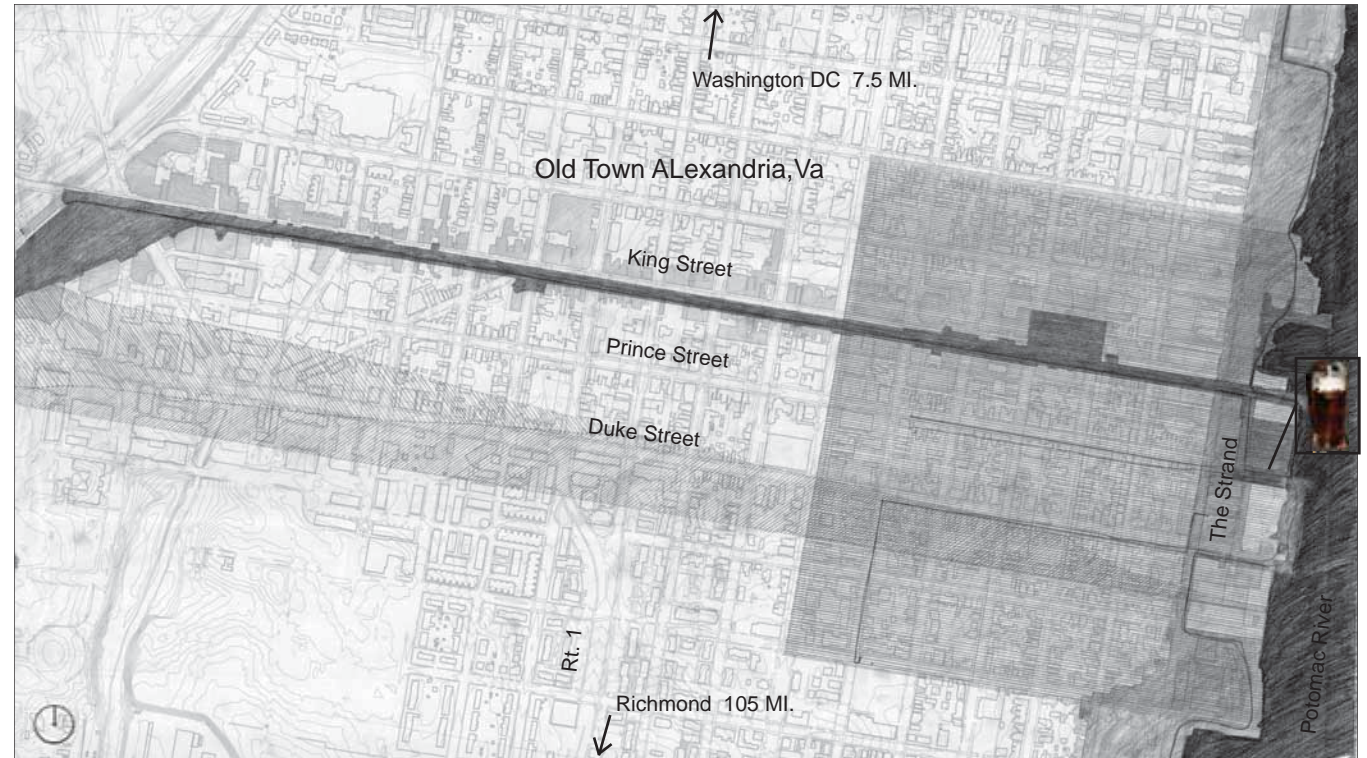 Washington DC 7.5 MI.
Old Town ALexandria,Va
King Street
Prince Street
Duke Street
The Strand
Rt. 1
Potomac River
Richmond 105 MI.